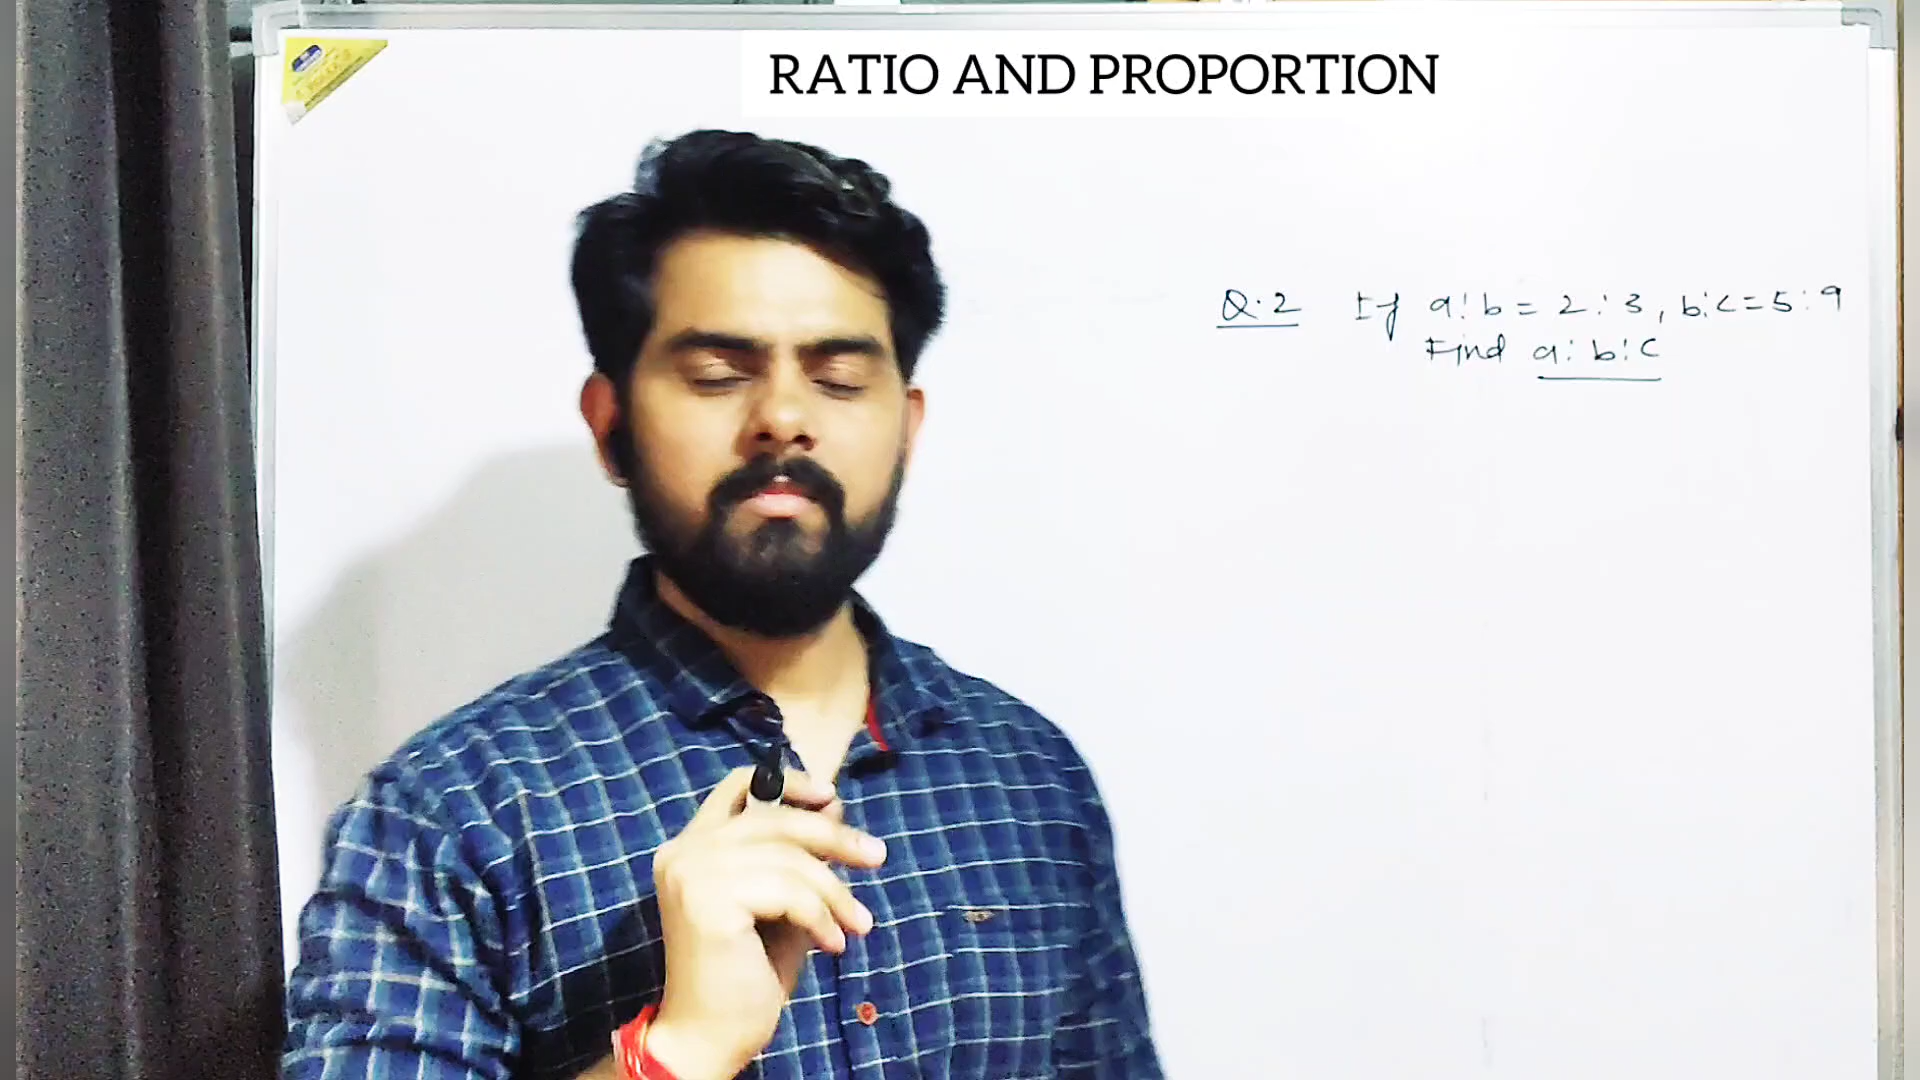 RATIO AND PROPORTION
Q.2 If a:b = 2:3, b:c = 5:9
Find a:b:c